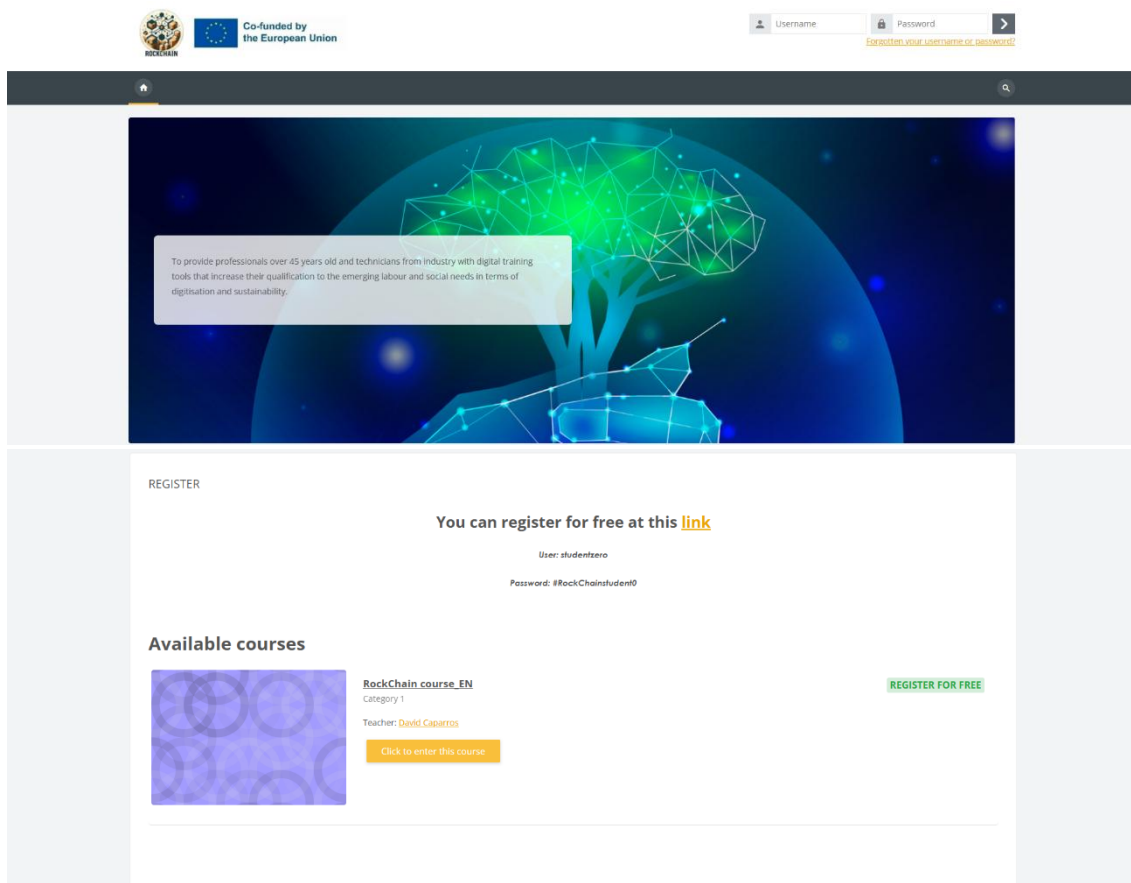 ROCKCHAIN
Co-funded by
the European Union
Username
Password
Forgotten your username or password?
To provide professionals over 45 years old and technicians from industry with digital training
tools that increase their qualification to the emerging labour and social needs in terms of
digitisation and sustainability.
REGISTER
You can register for free at this link
User: studentzero
Password: #RockChainstudent0
Available courses
RockChain course_EN
REGISTER FOR FREE
Category 1
Teacher: David Caparros
Click to enter this course